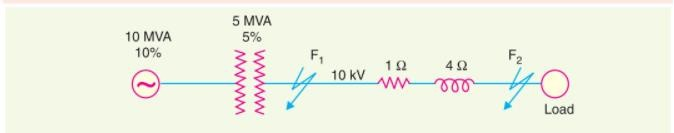 10 MVA
10%
5 MVA
5%
F₁
10 kV
1 Ω
4 Ω
F₂
Load